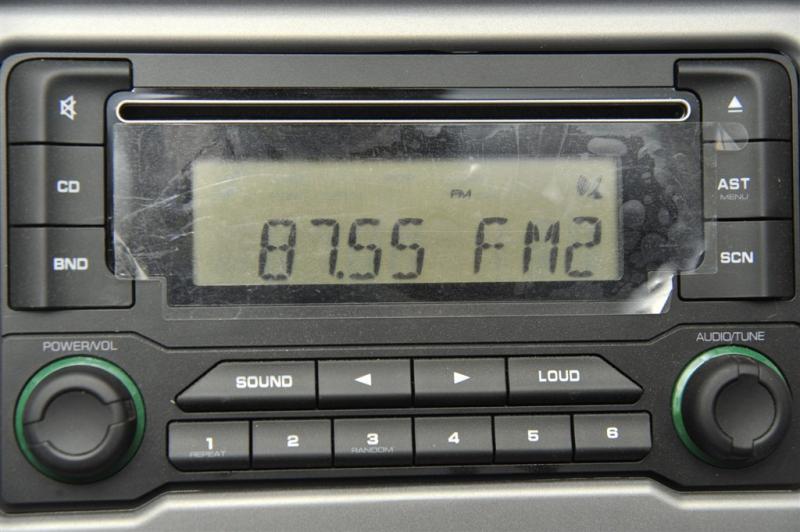 CD
BND
AST
MENU
SCN
FM
87.55 FM2
POWER/VOL
AUDIO/TUNE
SOUND
LOUD
1 2 3 4 5 6
REPEAT RANDOM